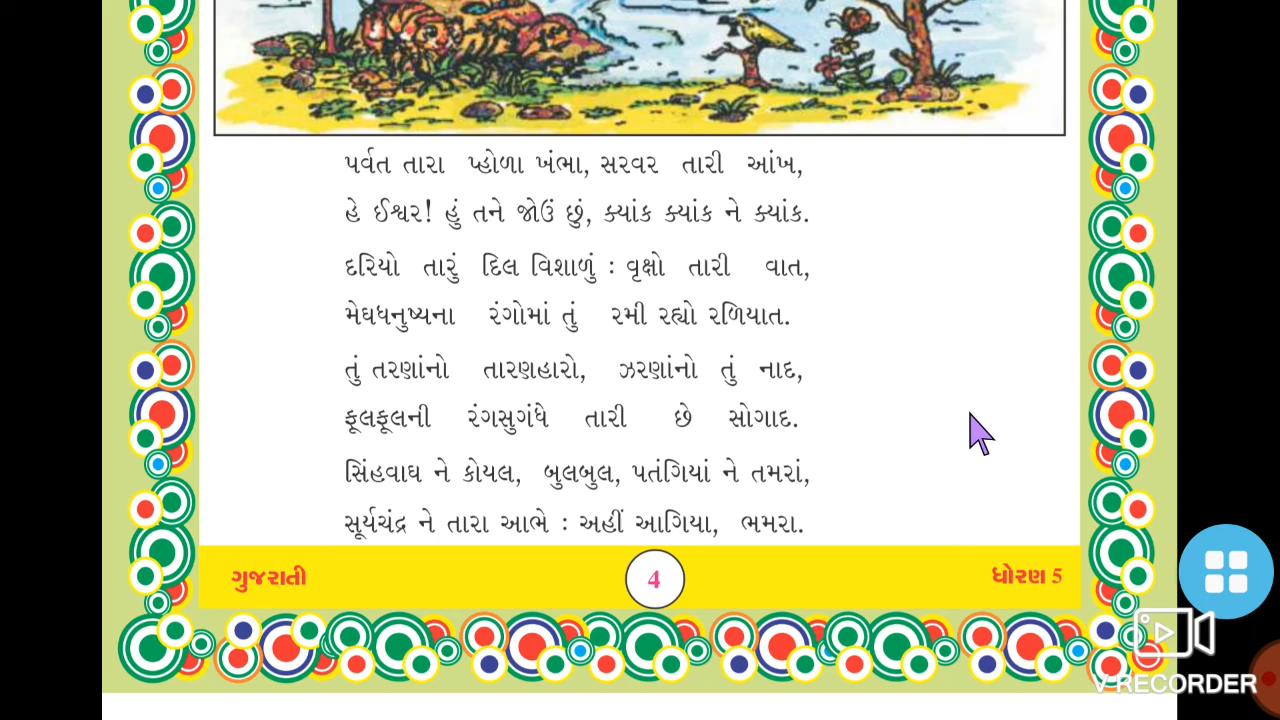 પર્વત તારા પ્હોળા ખંભા, સરવર તારી આંખ,
હે ઈશ્વર! હું તને જોઉં છું, ક્યાંક ક્યાંક ને ક્યાંક.
દરિયો તારું દિલ વિશાળું : વૃક્ષો તારી વાત,
મેઘધનુષ્યના રંગોમાં તું રમી રહ્યો રળિયાત.
તું તરણાંનો તારણહારો, ઝરણાંનો તું નાદ,
ફૂલફૂલની રંગસુગંધે તારી છે સોગાદ.
સિંહવાઘ ને કોયલ, બુલબુલ, પતંગિયાં ને તમરાં,
સૂર્યચંદ્ર ને તારા આભે : અહીં આગિયા, ભમરા.
ગુજરાતી 4 ધોરણ 5
V RECORDER